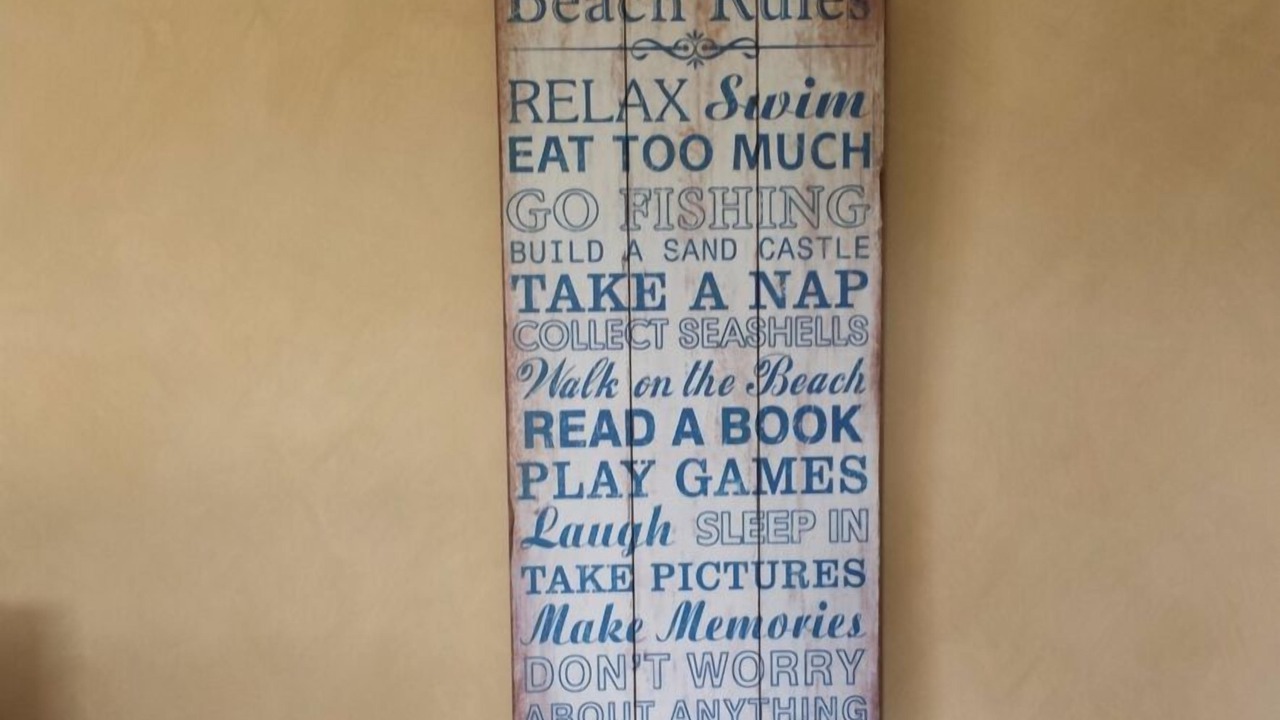 Beach Rules
RELAX Swim
EAT TOO MUCH
GO FISHING
BUILD A SAND CASTLE
TAKE A NAP
COLLECT SEASHELLS
Walk on the Beach
READ A BOOK
PLAY GAMES
Laugh SLEEP IN
TAKE PICTURES
Make Memories
DON'T WORRY
ABOUT ANYTHING